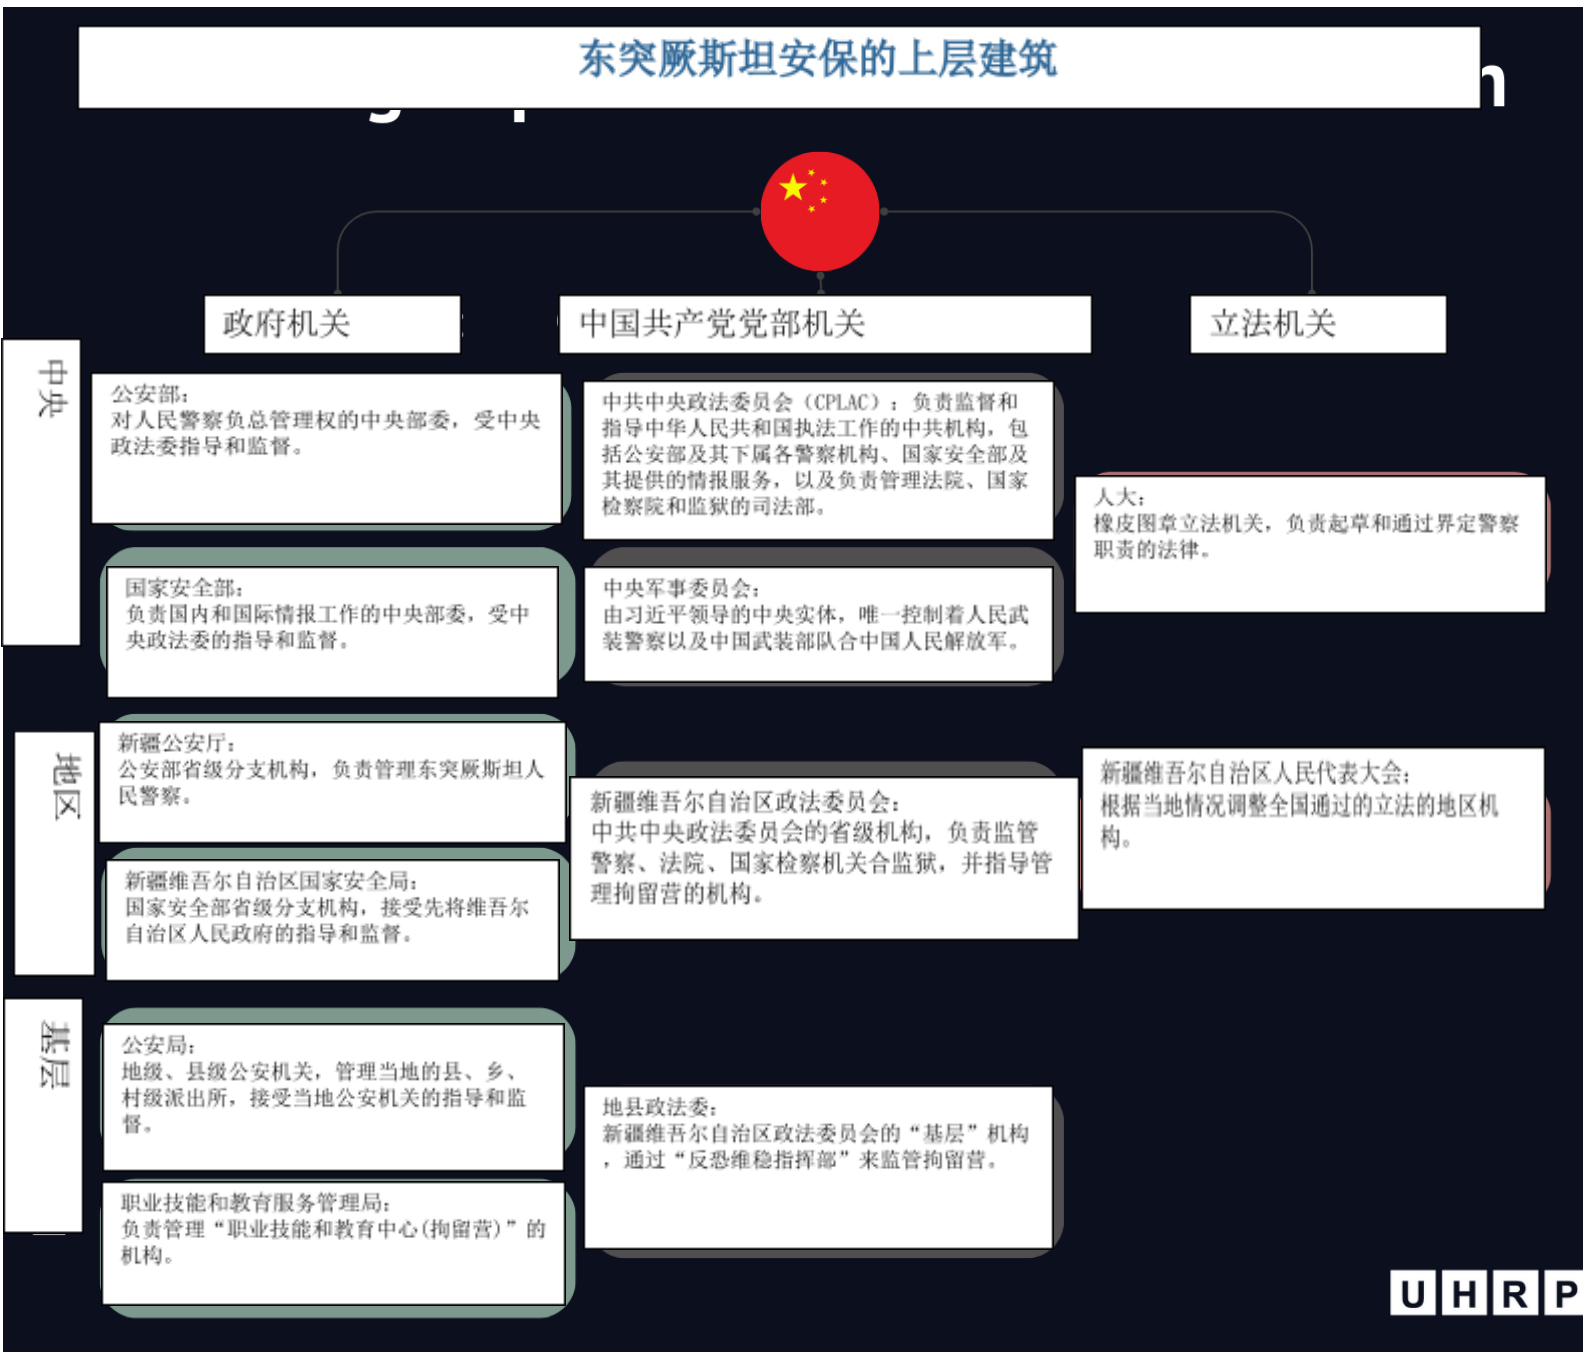 东突厥斯坦安保的上层建筑
政府机关
中国共产党党部机关
立法机关
中央
公安部：
对人民警察负总管理权的中央部委，受中央
政法委指导和监督。
中共中央政法委员会（CPLAC）：负责监督和
指导中华人民共和国执法工作的中共机构，包
括公安部及其下属各警察机构、国家安全部及
其提供的情报服务，以及负责管理法院、国家
检察院和监狱的司法部。
人大：
橡皮图章立法机关，负责起草和通过界定警察
职责的法律。
国家安全部：
负责国内和国际情报工作的中央部委，受中
央政法委的指导和监督。
中央军事委员会：
由习近平领导的中央实体，唯一控制着人民武
装警察以及中国武装部队合中国人民解放军。
地区
新疆公安厅：
公安部省级分支机构，负责管理东突厥斯坦人
民警察。
新疆维吾尔自治区政法委员会：
中共中央政法委员会的省级机构，负责监管
警察、法院、国家检察机关合监狱，并指导管
理拘留营的机构。
新疆维吾尔自治区人民代表大会：
根据当地情况调整全国通过的立法的地区机
构。
新疆维吾尔自治区国家安全局：
国家安全部省级分支机构，接受先将维吾尔
自治区人民政府的指导和监督。
基层
公安局：
地级、县级公安机关，管理当地的县、乡、
村级派出所，接受当地公安机关的指导和监
督。
地县政法委：
新疆维吾尔自治区政法委员会的“基层”机构
，通过“反恐维稳指挥部”来监管拘留营。
职业技能和教育服务管理局：
负责管理“职业技能和教育中心(拘留营)”的
机构。
UHRP